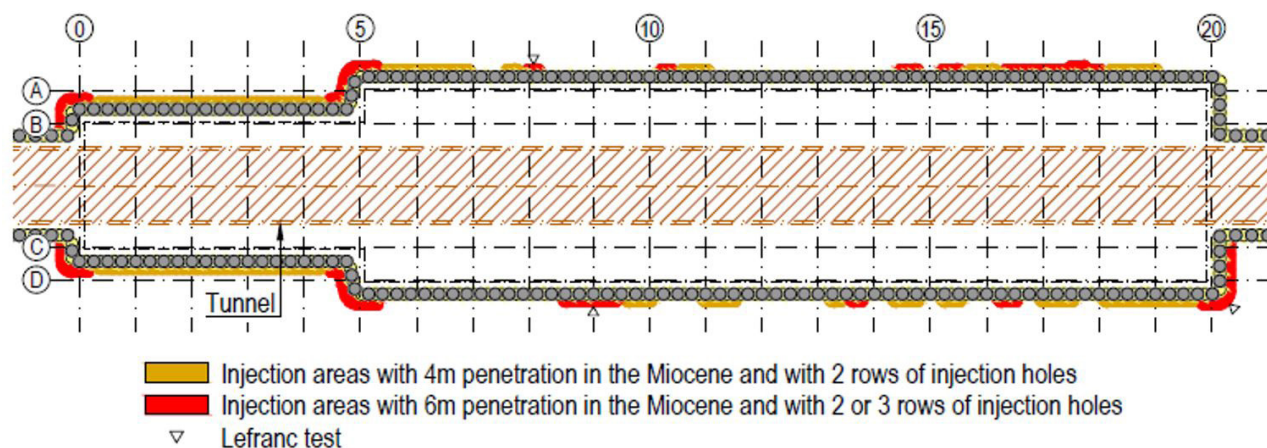 0 5 10 15 20
A
B
C
D
Tunnel
Injection areas with 4m penetration in the Miocene and with 2 rows of injection holes
Injection areas with 6m penetration in the Miocene and with 2 or 3 rows of injection holes
Lefranc test